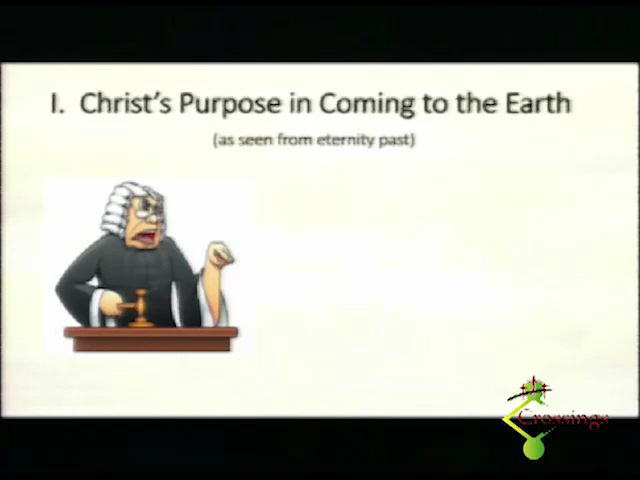 I. Christ's Purpose in Coming to the Earth
(as seen from eternity past)
Crossings